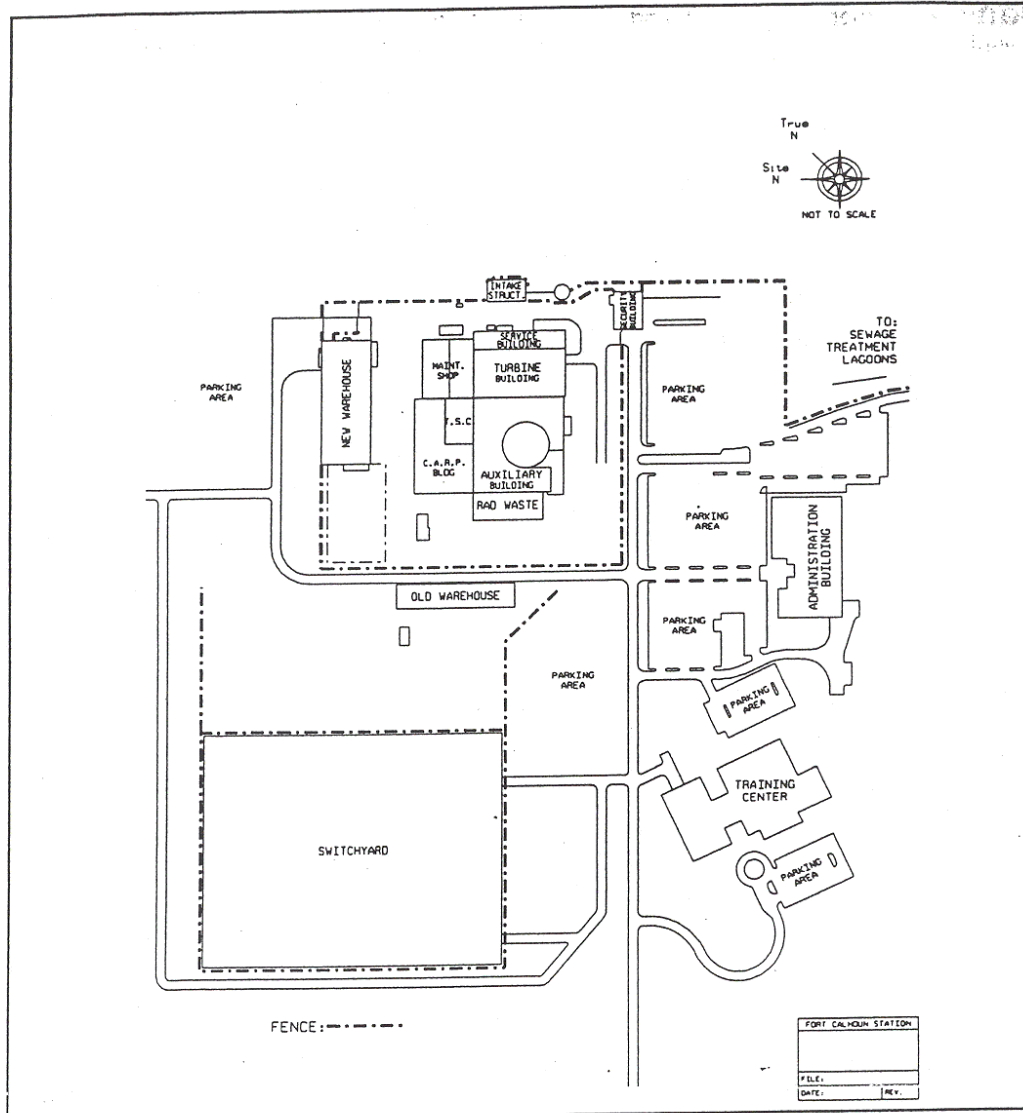 True
N
Site
N
NOT TO SCALE
INTAKE
STRUCT.
SECURITY
BUILDING
TO:
SEWAGE
TREATMENT
LAGOONS
SERVICE
BUILDING
MAINT.
SHOP
TURBINE
BUILDING
PARKING
AREA
NEW WAREHOUSE
PARKING
AREA
T.S.C
C.A.R.P.
BLDG
AUXILIARY
BUILDING
RAD WASTE
PARKING
AREA
ADMINISTRATION
BUILDING
OLD WAREHOUSE
PARKING
AREA
PARKING
AREA
PARKING
AREA
TRAINING
CENTER
SWITCHYARD
PARKING
AREA
FENCE:
FORT CALHOUN STATION
FILE:
DATE:
REV.